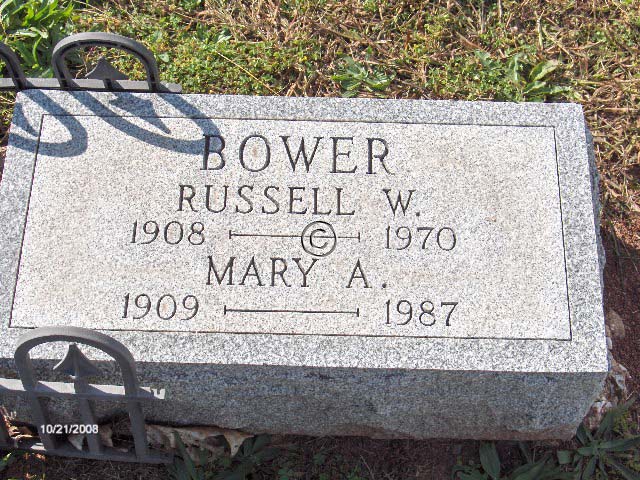 BOWER
RUSSELL W.
1908 1970
©
MARY A.
1909 1987
10/21/2008